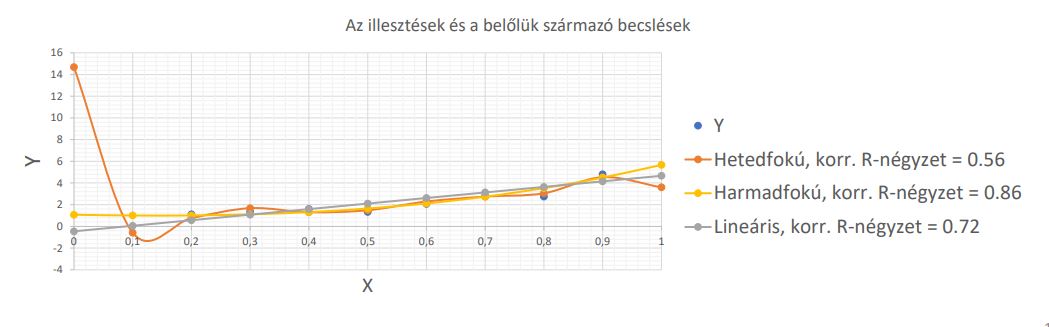 Az illesztések és a belőlük származó becslések
16
14
12
10
8
6
4
2
0
-2
-4
0 0,1 0,2 0,3 0,4 0,5 0,6 0,7 0,8 0,9 1
Y
X
Y
Hetedfokú, korr. R-négyzet = 0.56
Harmadfokú, korr. R-négyzet = 0.86
Lineáris, korr. R-négyzet = 0.72